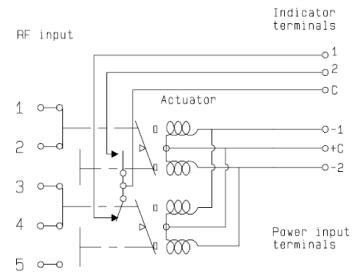 Indicator
terminals
RF input
1
2
C
Actuator
1
2
3
4
5
-1
+C
-2
Power input
terminals